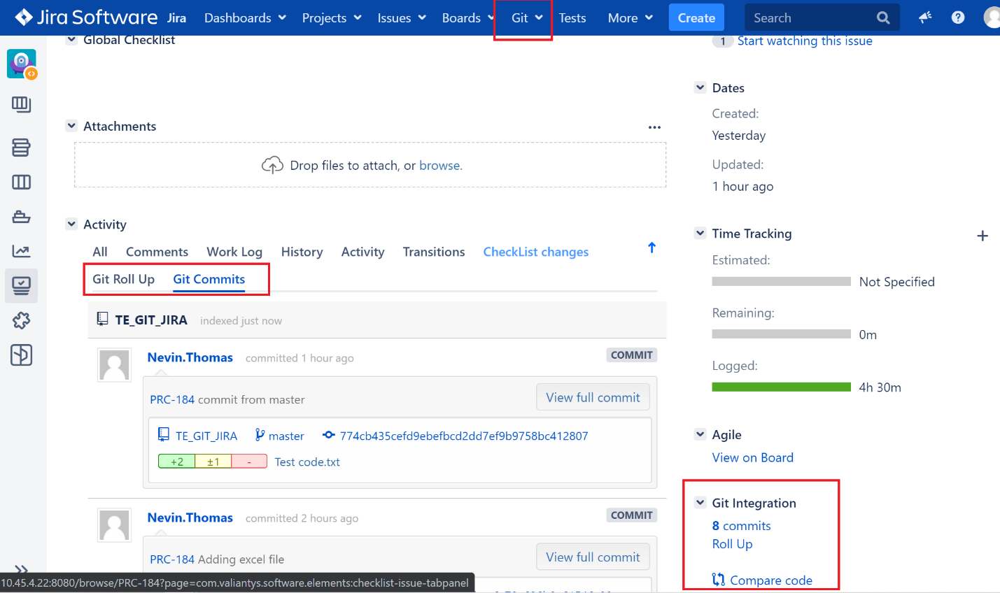 Jira Software Jira Dashboards Projects Issues Boards Git Tests More Create Search
Global Checklist
Attachments
Drop files to attach, or browse.
Activity
All Comments Work Log History Activity Transitions CheckList changes
Git Roll Up Git Commits
TE_GIT_JIRA indexed just now
Nevin.Thomas committed 1 hour ago COMMIT
PRC-184 commit from master View full commit
TE_GIT_JIRA master 774cb435cefd9ebefbcd2dd7ef9b9758bc412807
+2 ±1 - Test code.txt
Nevin.Thomas committed 2 hours ago COMMIT
PRC-184 Adding excel file View full commit
10.45.4.22:8080/browse/PRC-184?page=com.valiantys.software.elements:checklist-issue-tabpanel
1 Start watching this issue
Dates
Created:
Yesterday
Updated:
1 hour ago
Time Tracking
Estimated:
Not Specified
Remaining:
0m
Logged:
4h 30m
Agile
View on Board
Git Integration
8 commits
Roll Up
Compare code